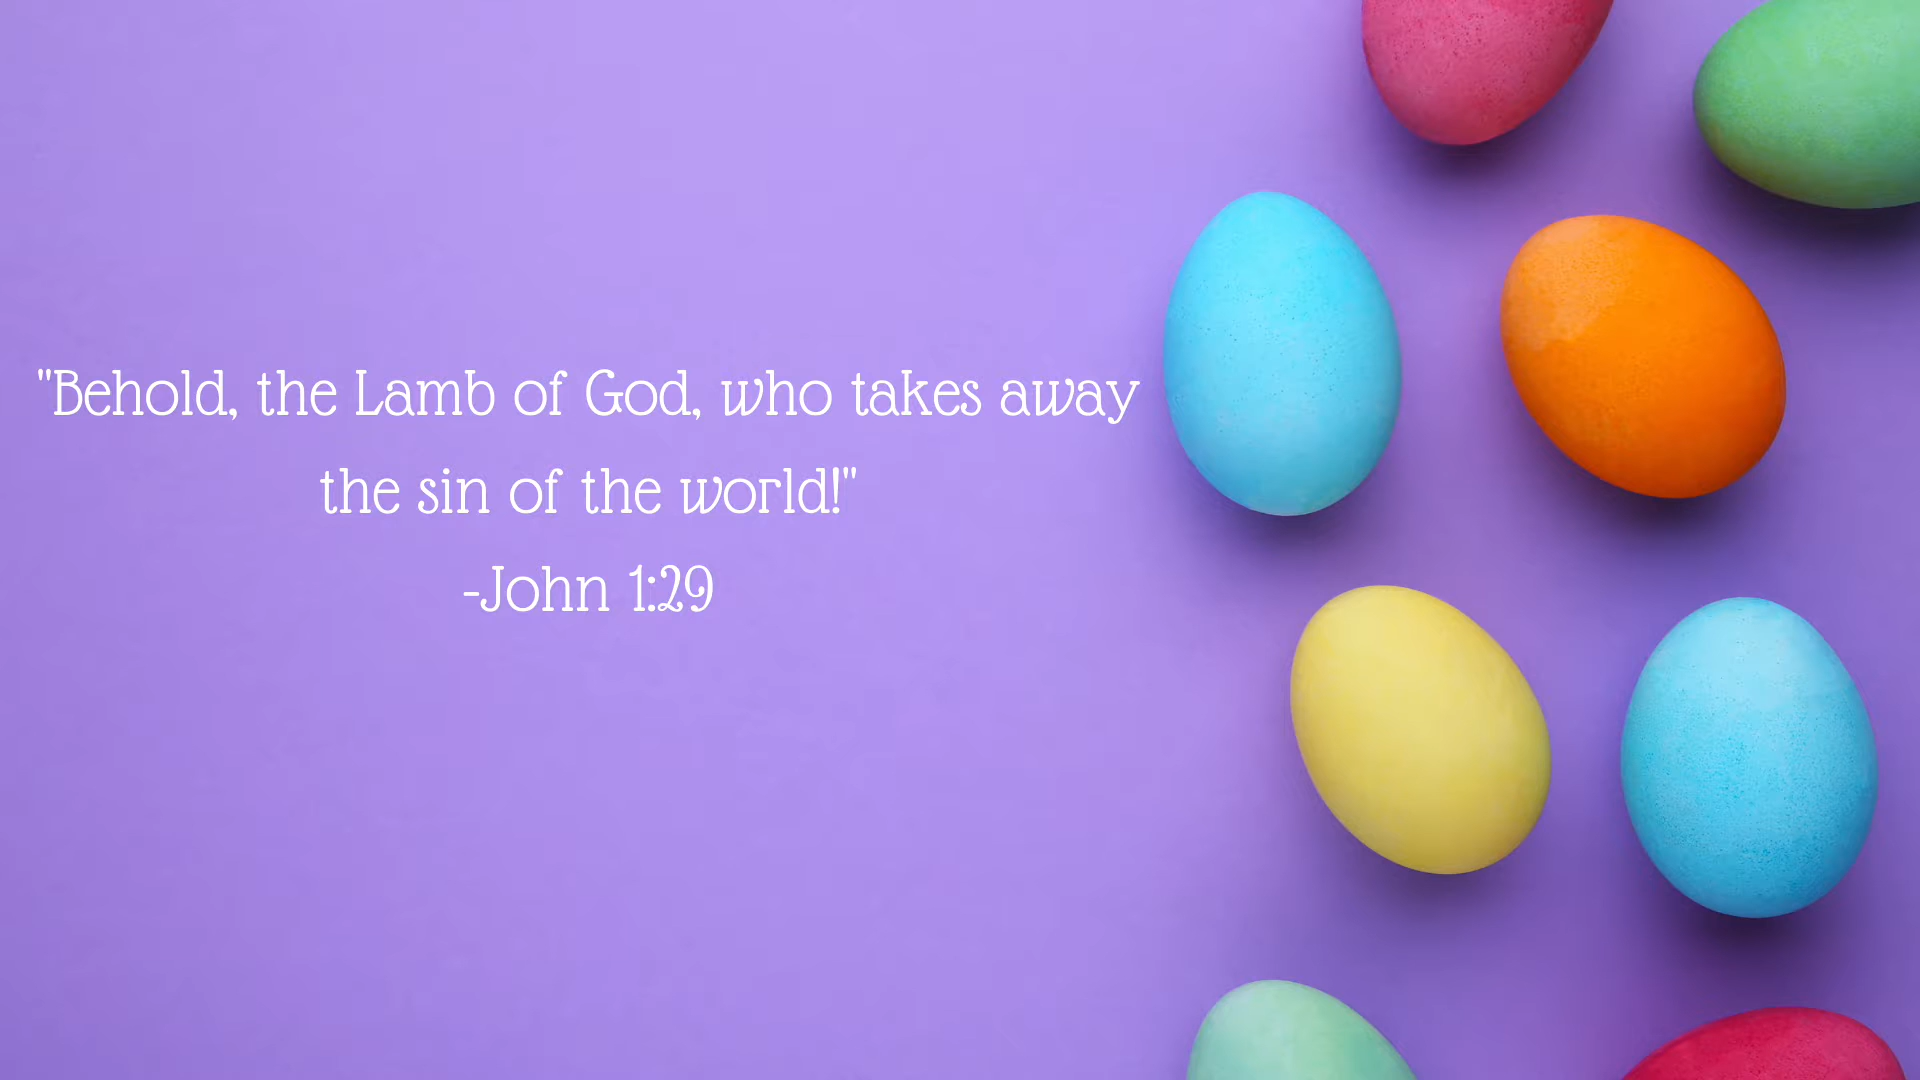 "Behold, the Lamb of God, who takes away
the sin of the world!"
-John 1:29